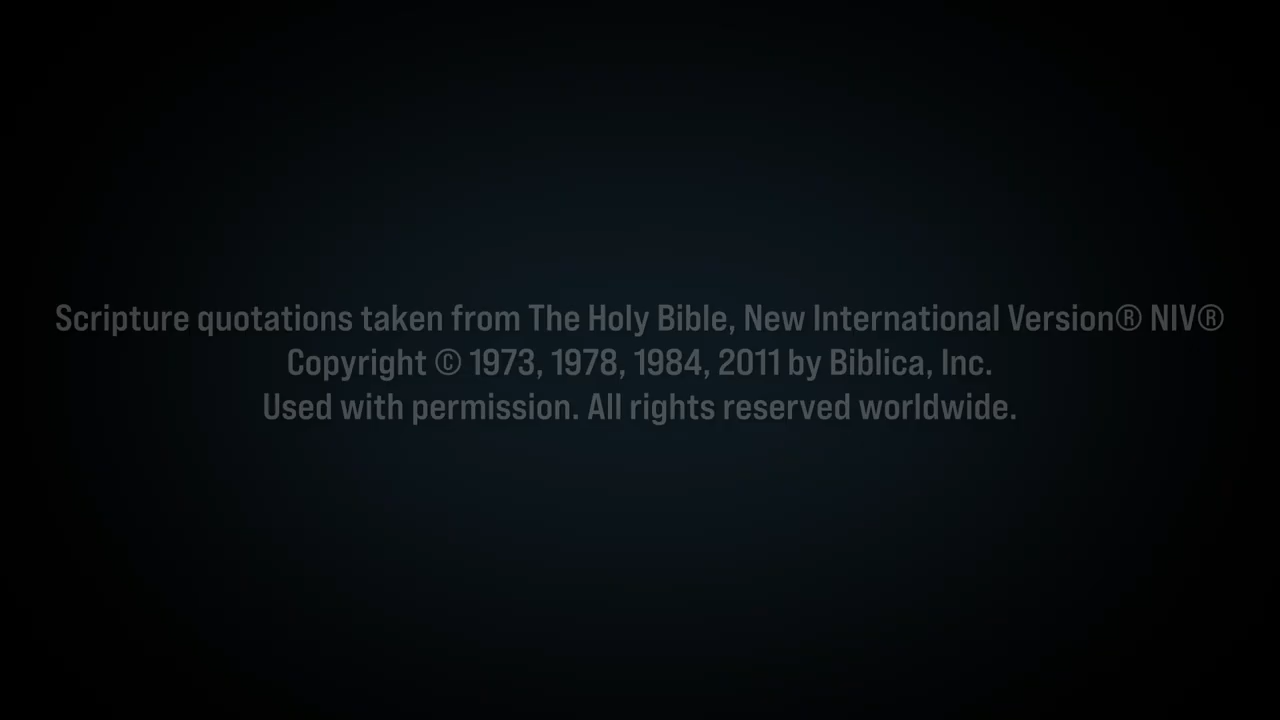 Scripture quotations taken from The Holy Bible, New International Version® NIV®
Copyright © 1973, 1978, 1984, 2011 by Biblica, Inc.
Used with permission. All rights reserved worldwide.